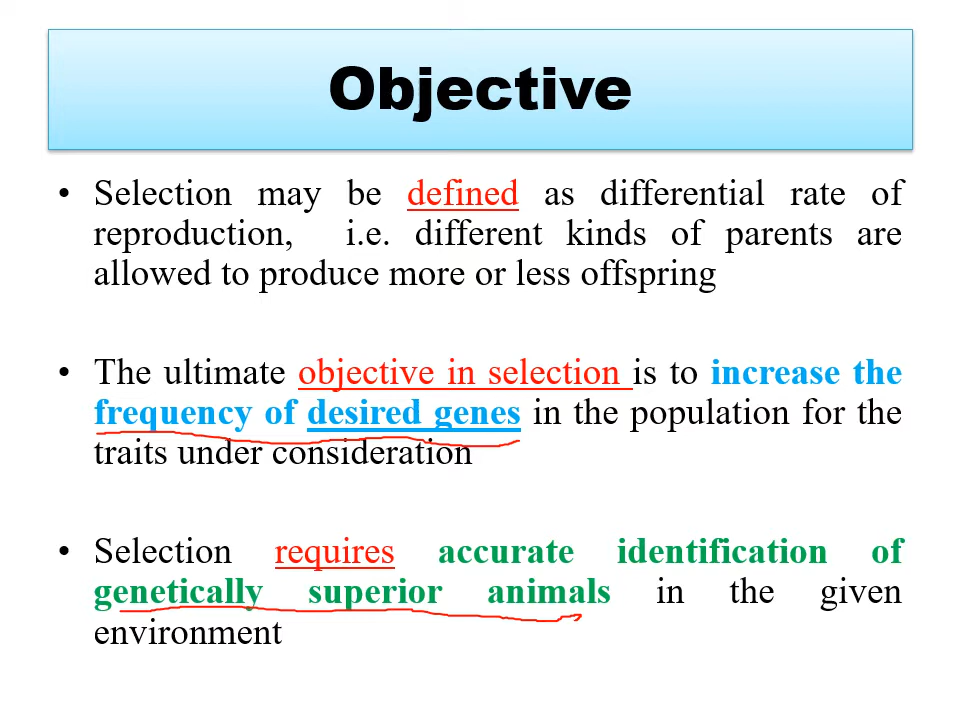 Objective
• Selection may be defined as differential rate of
reproduction, i.e. different kinds of parents are
allowed to produce more or less offspring
• The ultimate objective in selection is to increase the
frequency of desired genes in the population for the
traits under consideration
• Selection requires accurate identification of
genetically superior animals in the given
environment